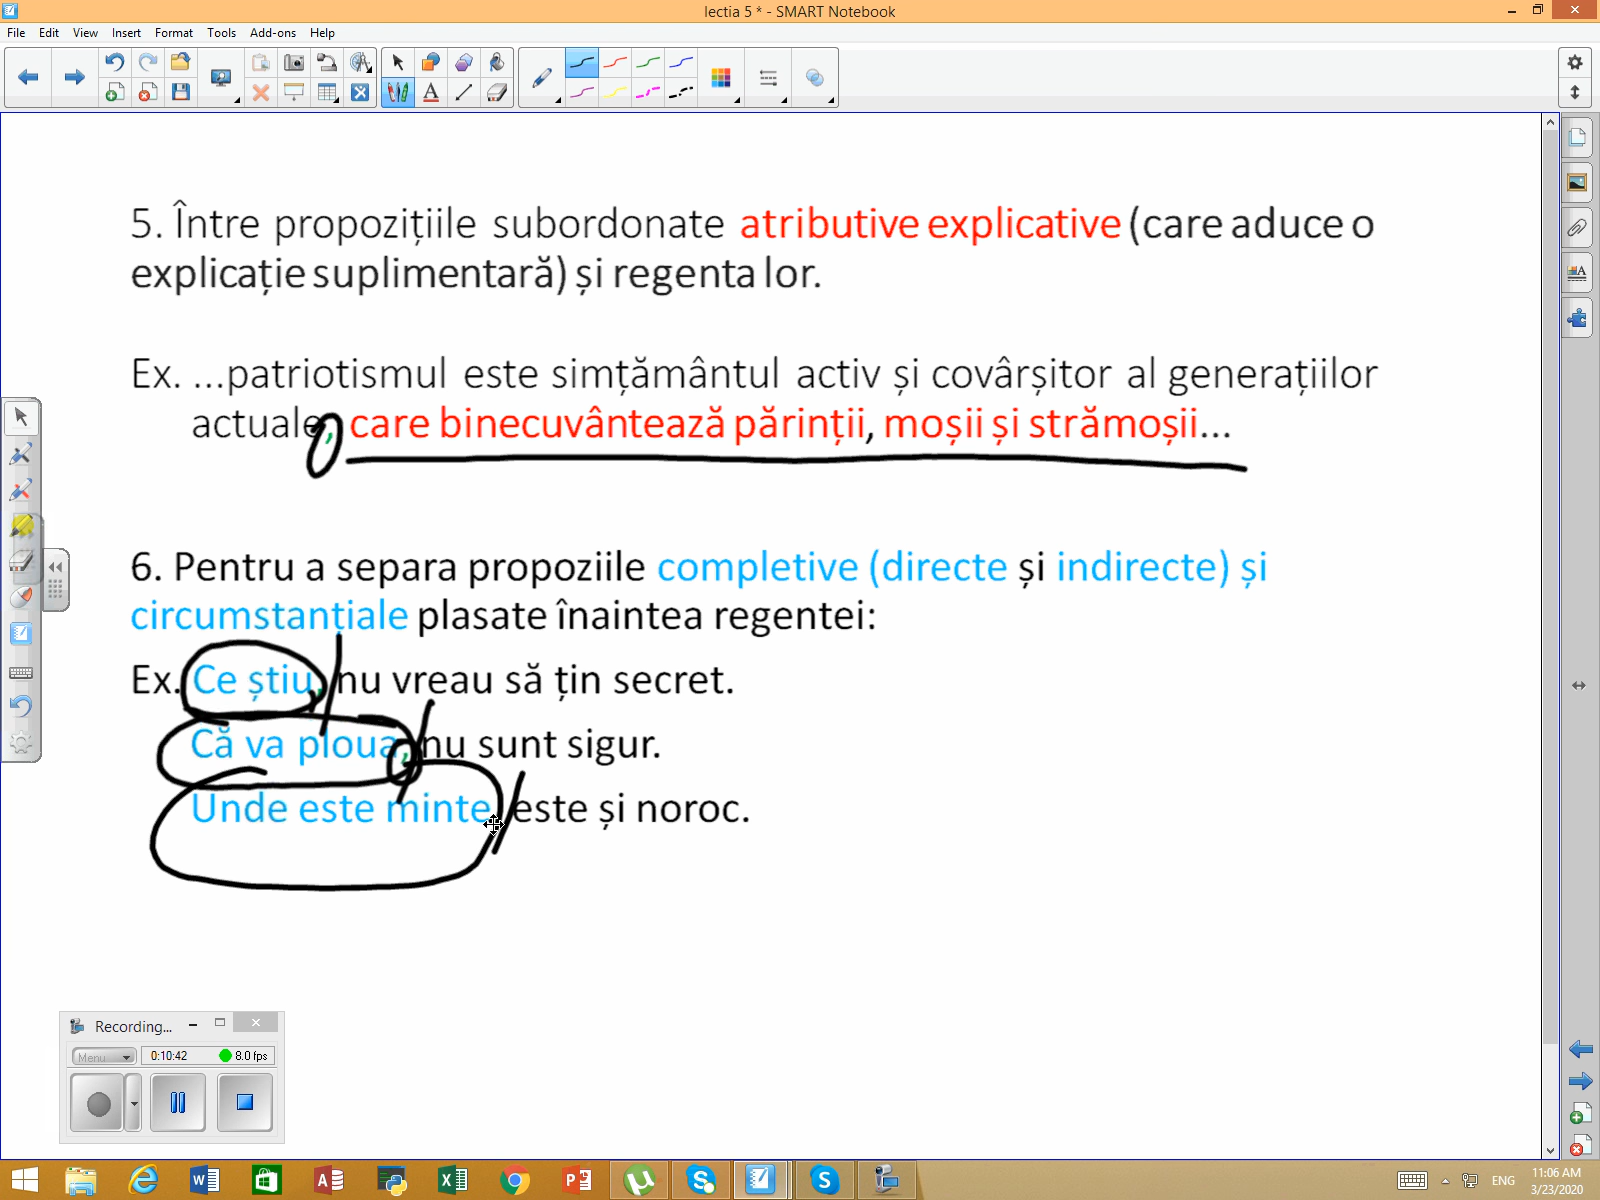 lectia 5 * - SMART Notebook
File Edit View Insert Format Tools Add-ons Help
5. Între propozițiile subordonate atributive explicative (care aduce o
explicație suplimentară) și regenta lor.
Ex. ...patriotismul este simțământul activ și covârșitor al generațiilor
actuale, care binecuvântează părinții, moșii și strămoșii...
6. Pentru a separa propoziile completive (directe și indirecte) și
circumstanțiale plasate înaintea regentei:
Ex. Ce știu, nu vreau să țin secret.
Că va ploua, nu sunt sigur.
Unde este minte, este și noroc.
Recording...
Menu 0:10:42 8.0 fps
ENG 11:06 AM
3/23/2020